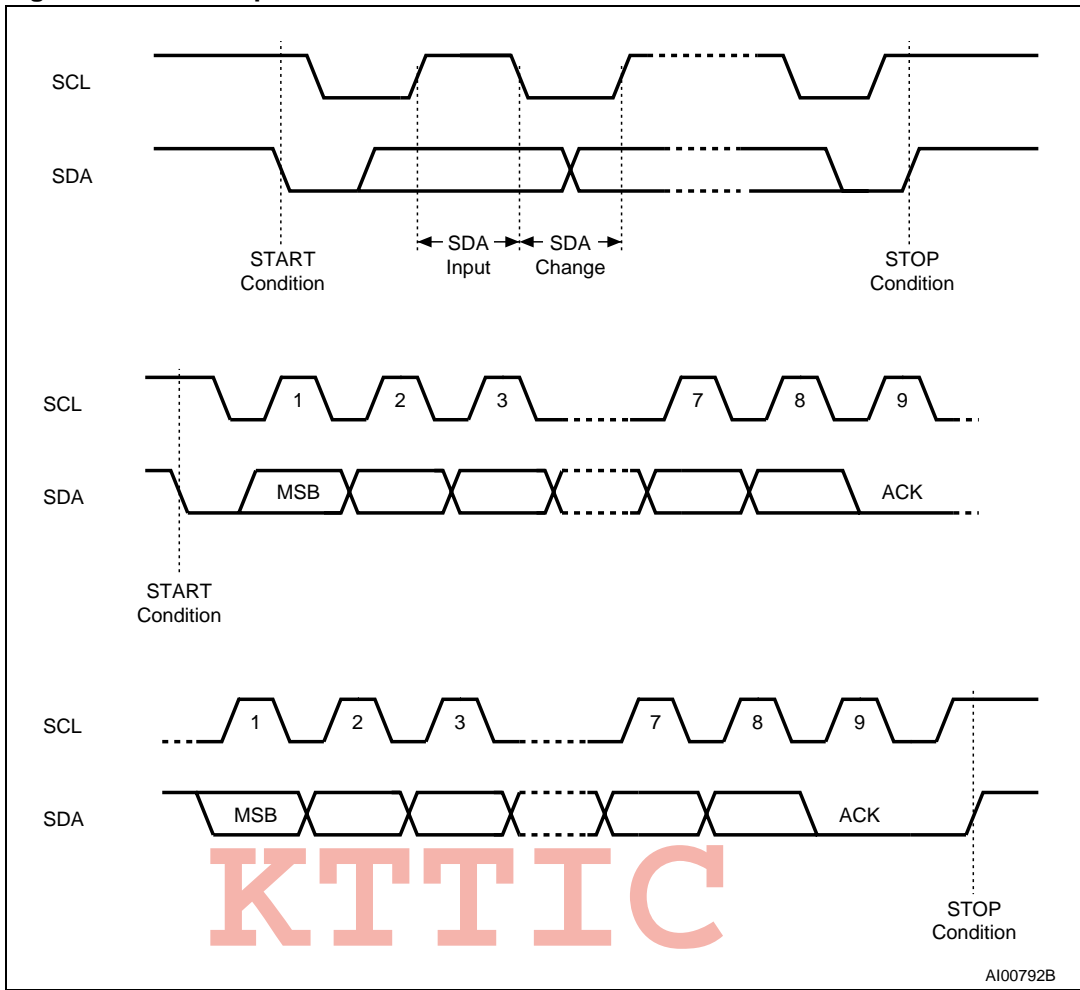 SCL
SDA
SDA Input
SDA Change
START Condition
STOP Condition
SCL
1 2 3 7 8 9
SDA
MSB ACK
START Condition
SCL
1 2 3 7 8 9
SDA
MSB ACK
KTTIC
STOP Condition
AI00792B